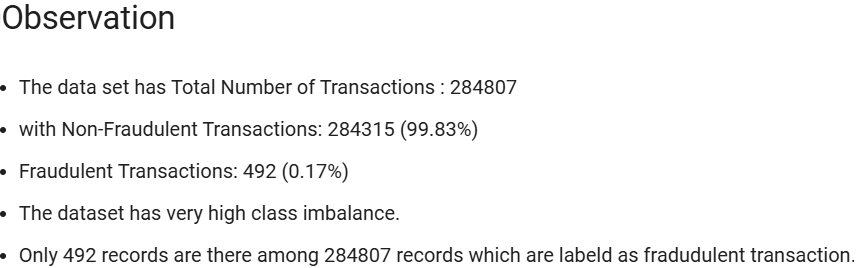 Observation
• The data set has Total Number of Transactions : 284807
• with Non-Fraudulent Transactions: 284315 (99.83%)
• Fraudulent Transactions: 492 (0.17%)
• The dataset has very high class imbalance.
• Only 492 records are there among 284807 records which are labeld as fradudulent transaction.